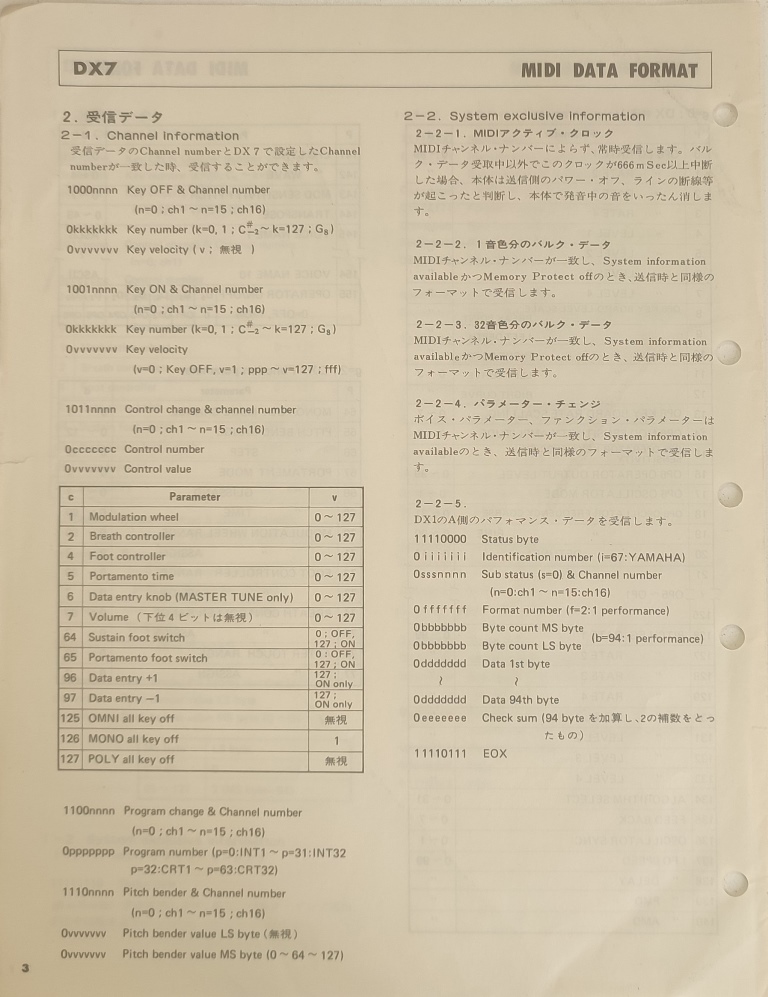 DX7
MIDI DATA FORMAT
2．受信データ
2－1．Channel information
受信データのChannel numberとDX7で設定したChannel
numberが一致した時、受信することができます。
1000nnnn Key OFF & Channel number
(n=0 ; ch1 ~ n=15 ; ch16)
0kkkkkkk Key number (k=0, 1 ; C#-2 ~ k=127 ; G8)
0vvvvvvv Key velocity ( v ; 無視 )
1001nnnn Key ON & Channel number
(n=0 ; ch1 ~ n=15 ; ch16)
0kkkkkkk Key number (k=0, 1 ; C#-2 ~ k=127 ; G8)
0vvvvvvv Key velocity
(v=0 ; Key OFF, v=1 ; ppp ~ v=127 ; fff)
1011nnnn Control change & channel number
(n=0 ; ch1 ~ n=15 ; ch16)
0ccccccc Control number
0vvvvvvv Control value
c Parameter v
1 Modulation wheel 0 ~ 127
2 Breath controller 0 ~ 127
4 Foot controller 0 ~ 127
5 Portamento time 0 ~ 127
6 Data entry knob (MASTER TUNE only) 0 ~ 127
7 Volume （下位4ビットは無視） 0 ~ 127
64 Sustain foot switch 0 ; OFF, 127 ; ON
65 Portamento foot switch 0 : OFF, 127 ; ON
96 Data entry +1 127 ; ON only
97 Data entry −1 127 ; ON only
125 OMNI all key off 無視
126 MONO all key off 1
127 POLY all key off 無視
1100nnnn Program change & Channel number
(n=0 ; ch1 ~ n=15 ; ch16)
0ppppppp Program number (p=0:INT1 ~ p=31:INT32
p=32:CRT1 ~ p=63:CRT32)
1110nnnn Pitch bender & Channel number
(n=0 ; ch1 ~ n=15 ; ch16)
0vvvvvvv Pitch bender value LS byte（無視）
0vvvvvvv Pitch bender value MS byte (0 ~ 64 ~ 127)
2－2．System exclusive information
2－2－1．MIDIアクティブ・クロック
MIDIチャンネル・ナンバーによらず、常時受信します。バル
ク・データ受取中以外でこのクロックが666mSec以上中断
した場合、本体は送信側のパワー・オフ、ラインの断線等
が起こったと判断し、本体で発音中の音をいったん消しま
す。
2－2－2．1音色分のバルク・データ
MIDIチャンネル・ナンバーが一致し、System information
availableかつMemory Protect offのとき、送信時と同様の
フォーマットで受信します。
2－2－3．32音色分のバルク・データ
MIDIチャンネル・ナンバーが一致し、System information
availableかつMemory Protect offのとき、送信時と同様の
フォーマットで受信します。
2－2－4．パラメーター・チェンジ
ボイス・パラメーター、ファンクション・パラメーターは
MIDIチャンネル・ナンバーが一致し、System information
availableのとき、送信時と同様のフォーマットで受信しま
す。
2－2－5．
DX1のA側のパフォマンス・データを受信します。
11110000 Status byte
0iiiiiii Identification number (i=67:YAMAHA)
0sssnnnn Sub status (s=0) & Channel number
(n=0:ch1 ~ n=15:ch16)
0fffffff Format number (f=2:1 performance)
0bbbbbbb Byte count MS byte
(b=94:1 performance)
0bbbbbbb Byte count LS byte
0ddddddd Data 1st byte
≀ ≀
0ddddddd Data 94th byte
0eeeeeee Check sum (94 byte を加算し、2の補数をとっ
たもの)
11110111 EOX
3